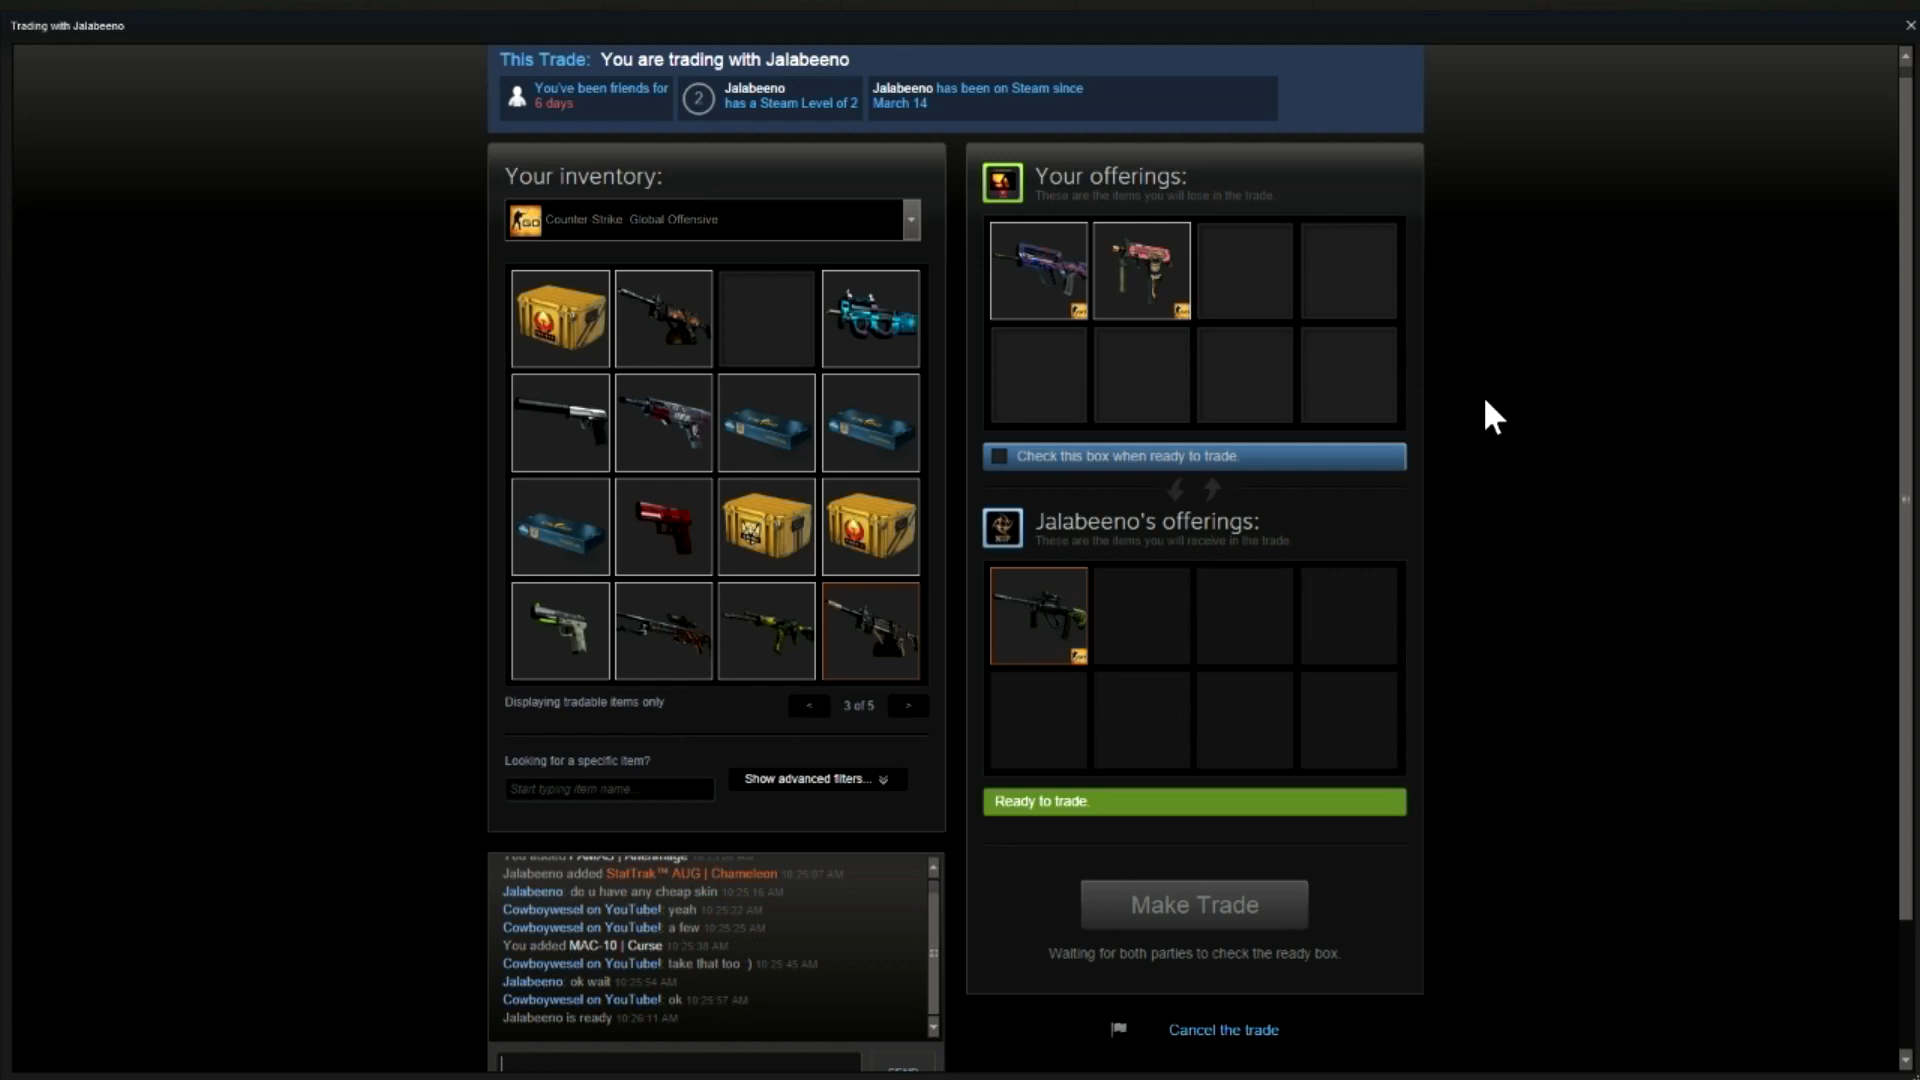 Trading with Jalabeeno
This Trade: You are trading with Jalabeeno
You've been friends for
6 days
2
Jalabeeno
has a Steam Level of 2
Jalabeeno has been on Steam since
March 14
Your inventory:
Counter-Strike: Global Offensive
Displaying tradable items only
< 3 of 5 >
Looking for a specific item?
Start typing item name...
Show advanced filters...
You added FAMAS | Afterimage
Jalabeeno added StatTrak™ AUG | Chameleon 10:25:07 AM
Jalabeeno: do u have any cheap skin 10:25:16 AM
Cowboywesel on YouTube!: yeah 10:25:22 AM
Cowboywesel on YouTube!: a few 10:25:25 AM
You added MAC-10 | Curse 10:25:38 AM
Cowboywesel on YouTube!: take that too :) 10:25:45 AM
Jalabeeno: ok wait 10:25:54 AM
Cowboywesel on YouTube!: ok 10:25:57 AM
Jalabeeno is ready 10:26:11 AM
SEND
Your offerings:
These are the items you will lose in the trade.
Check this box when ready to trade.
Jalabeeno's offerings:
These are the items you will receive in the trade.
Ready to trade.
Make Trade
Waiting for both parties to check the ready box.
Cancel the trade